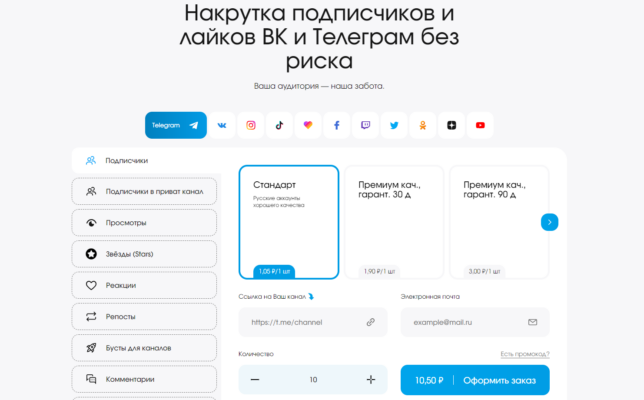 Накрутка подписчиков и
лайков ВК и Телеграм без
риска
Ваша аудитория — наша забота.
Telegram
Подписчики
Подписчики в приват канал
Просмотры
Звёзды (Stars)
Реакции
Репосты
Бусты для каналов
Комментарии
Стандарт
Русские аккаунты
хорошего качества
1,05 ₽/1 шт
Премиум кач.,
гарант. 30 д
1,90 ₽/1 шт
Премиум кач.,
гарант. 90 д
3,00 ₽/1 шт
Ссылка на Ваш канал
https://t.me/channel
Электронная почта
example@mail.ru
Количество
Есть промокод?
— 10 +
10,50 ₽ | Оформить заказ